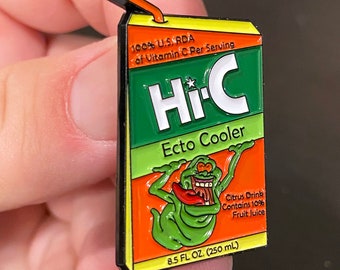 100% U.S. RDA
of Vitamin C Per Serving
Hi-C
Ecto Cooler
Citrus Drink
Contains 10%
Fruit Juice
8.5 FL OZ. (250 mL)